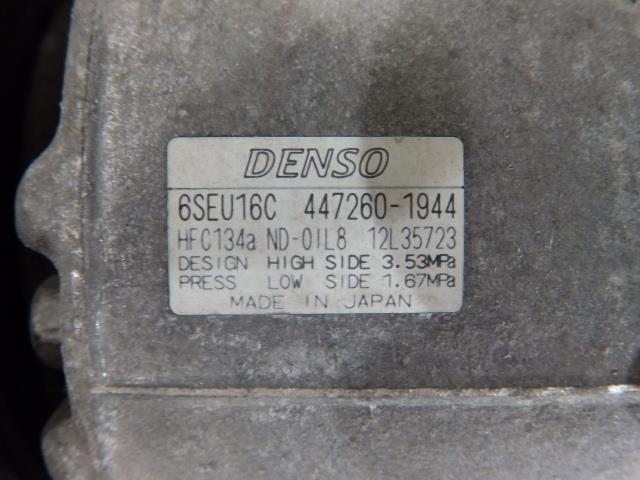 DENSO
6SEU16C 447260-1944
HFC134a ND-OIL8 12L35723
DESIGN HIGH SIDE 3.53MPa
PRESS LOW SIDE 1.67MPa
MADE IN JAPAN